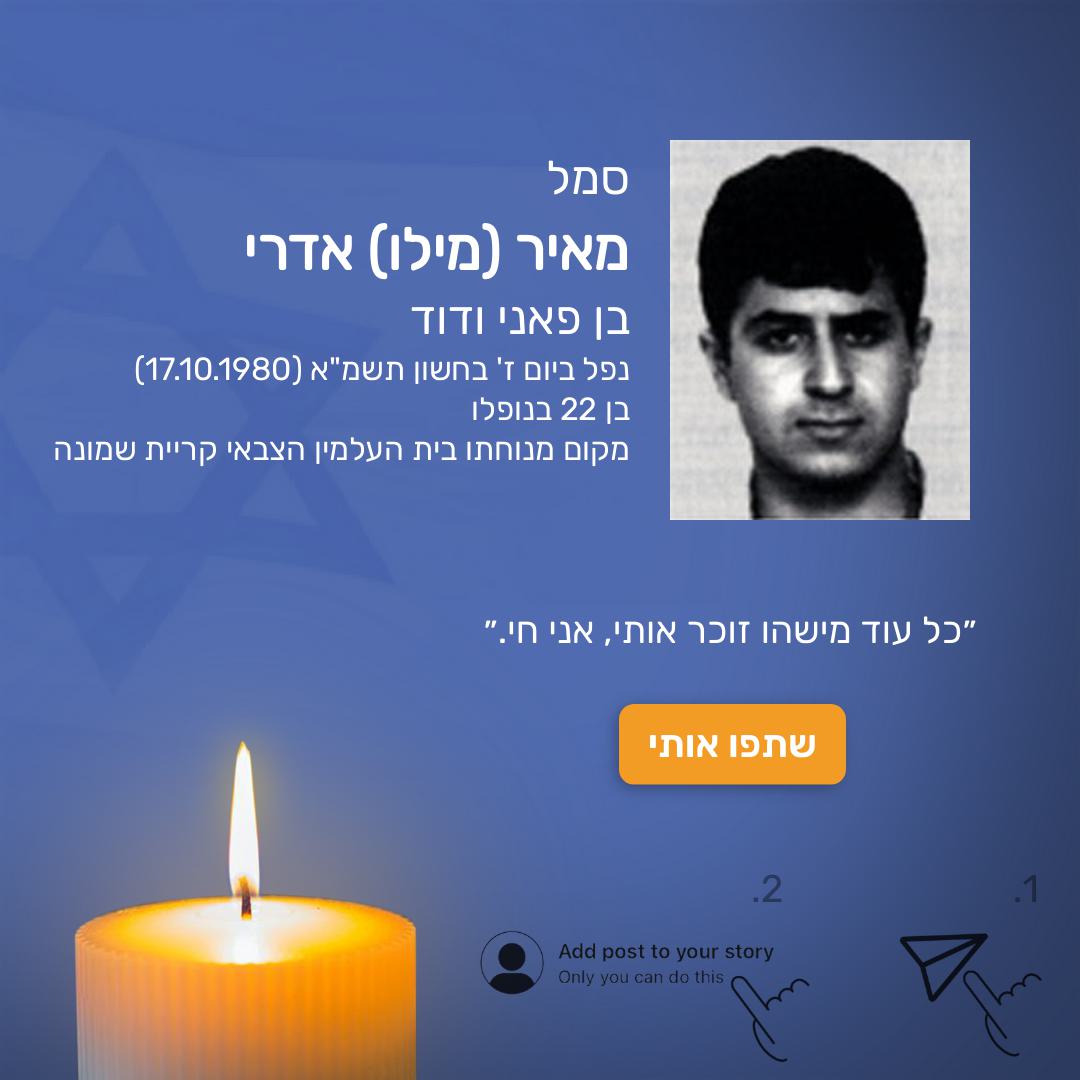 סמל
מאיר (מילו) אדרי
בן פאני ודוד
נפל ביום ז' בחשון תשמ"א (17.10.1980)
בן 22 בנופלו
מקום מנוחתו בית העלמין הצבאי קריית שמונה
״כל עוד מישהו זוכר אותי, אני חי.״
שתפו אותי
1.
2.
Add post to your story
Only you can do this